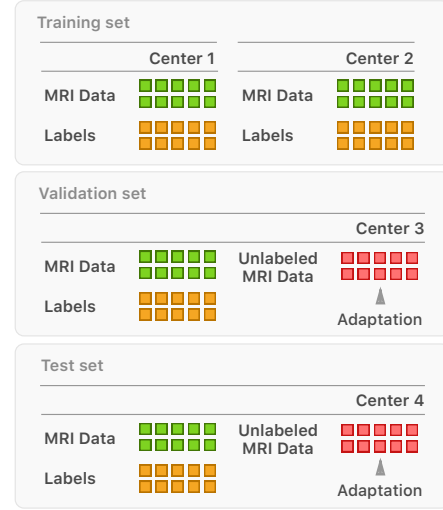 Training set
Center 1
Center 2
MRI Data
MRI Data
Labels
Labels
Validation set
Center 3
MRI Data
Unlabeled
MRI Data
Labels
Adaptation
Test set
Center 4
MRI Data
Unlabeled
MRI Data
Labels
Adaptation